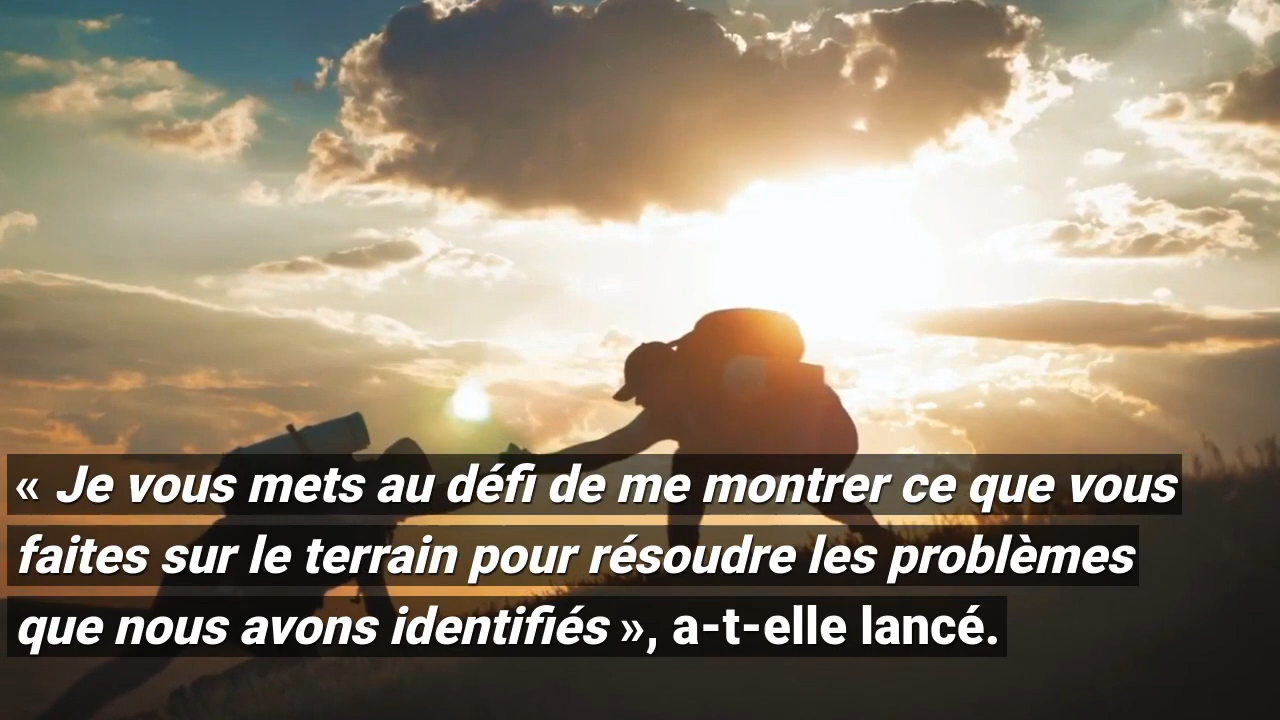 « Je vous mets au défi de me montrer ce que vous
faites sur le terrain pour résoudre les problèmes
que nous avons identifiés », a-t-elle lancé.